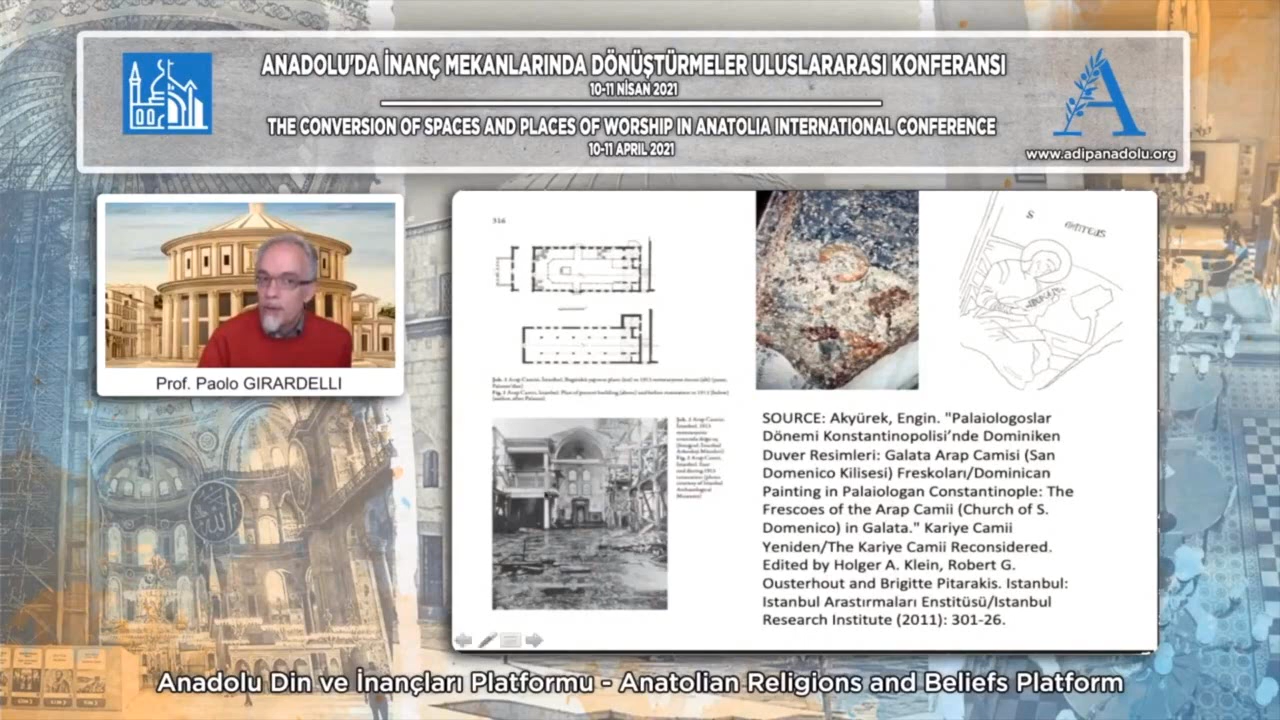 ANADOLU'DA İNANÇ MEKANLARINDA DÖNÜŞTÜRMELER ULUSLARARASI KONFERANSI
10-11 NİSAN 2021
THE CONVERSION OF SPACES AND PLACES OF WORSHIP IN ANATOLIA INTERNATIONAL CONFERENCE
10-11 APRIL 2021
www.adipanadolu.org
Prof. Paolo GIRARDELLI
316
SOURCE: Akyürek, Engin. "Palaiologoslar
Dönemi Konstantinopolisi'nde Dominiken
Duver Resimleri: Galata Arap Camisi (San
Domenico Kilisesi) Freskoları/Dominican
Painting in Palaiologan Constantinople: The
Frescoes of the Arap Camii (Church of S.
Domenico) in Galata." Kariye Camii
Yeniden/The Kariye Camii Reconsidered.
Edited by Holger A. Klein, Robert G.
Ousterhout and Brigitte Pitarakis. Istanbul:
Istanbul Arastırmaları Enstitüsü/Istanbul
Research Institute (2011): 301-26.
Anadolu Din ve İnançları Platformu - Anatolian Religions and Beliefs Platform